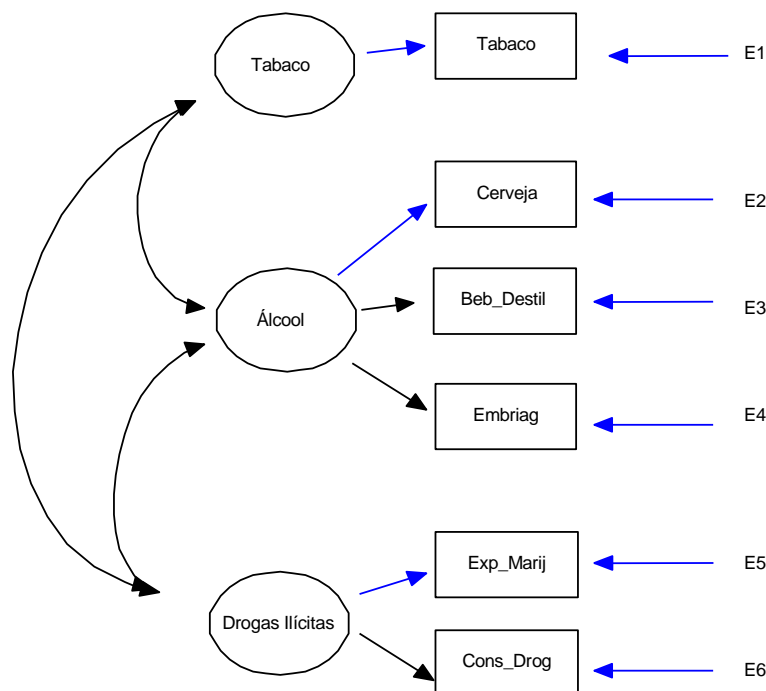 Tabaco
Tabaco
E1
Cerveja
E2
Álcool
Beb_Destil
E3
Embriag
E4
Exp_Marij
E5
Drogas Ilícitas
Cons_Drog
E6